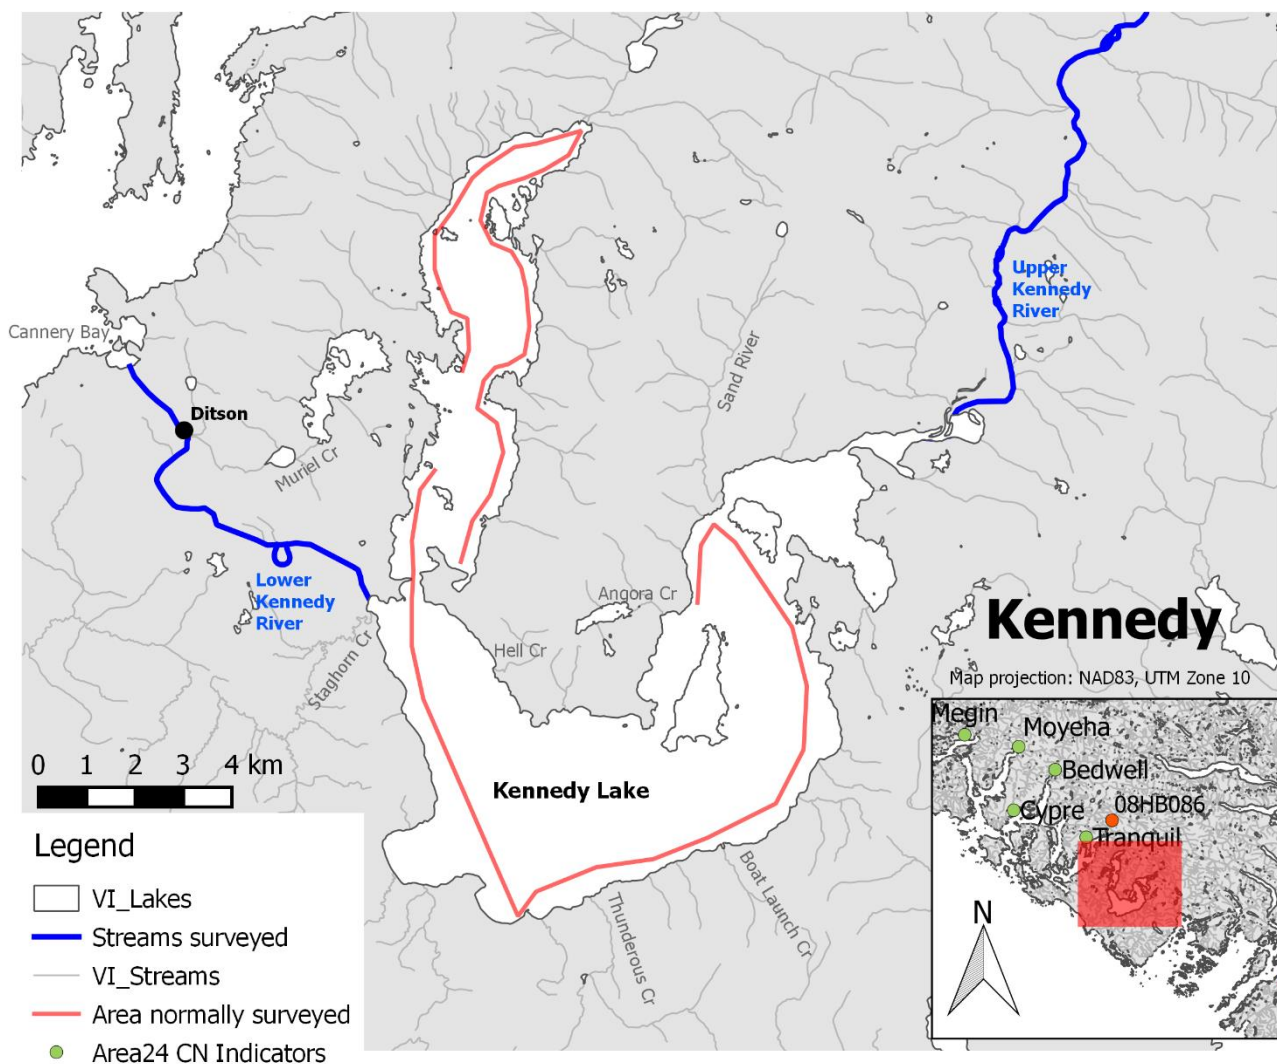 Cannery Bay
Ditson
Muriel Cr
Lower
Kennedy
River
Staghorn Cr
Hell Cr
Angora Cr
Sand River
Upper
Kennedy
River
Kennedy Lake
Thunderous Cr
Boat Launch Cr
Kennedy
Map projection: NAD83, UTM Zone 10
Megin
Moyeha
Bedwell
Cypre
08HB086
Tranquil
N
0 1 2 3 4 km
Legend
VI_Lakes
Streams surveyed
VI_Streams
Area normally surveyed
Area24 CN Indicators